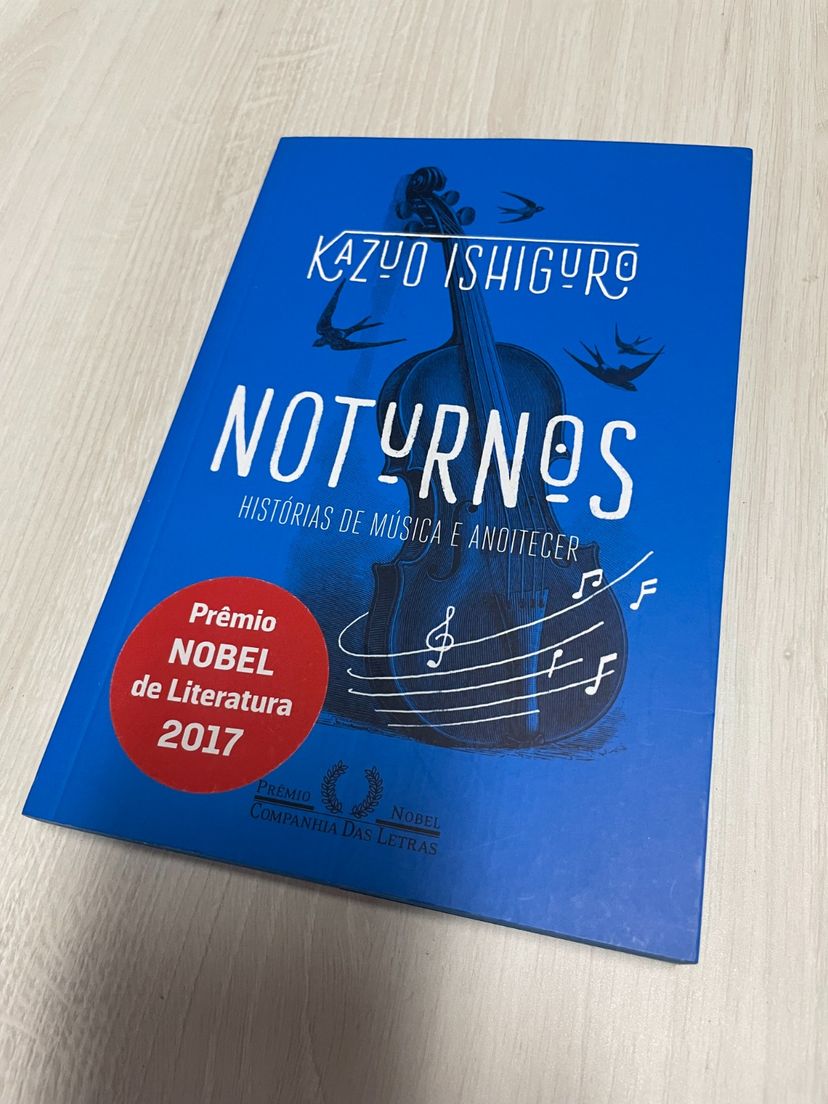 KAZUO ISHIGURO
NOTURNOS
HISTÓRIAS DE MÚSICA E ANOITECER
Prêmio
NOBEL
de Literatura
2017
PRÊMIO NOBEL
COMPANHIA DAS LETRAS